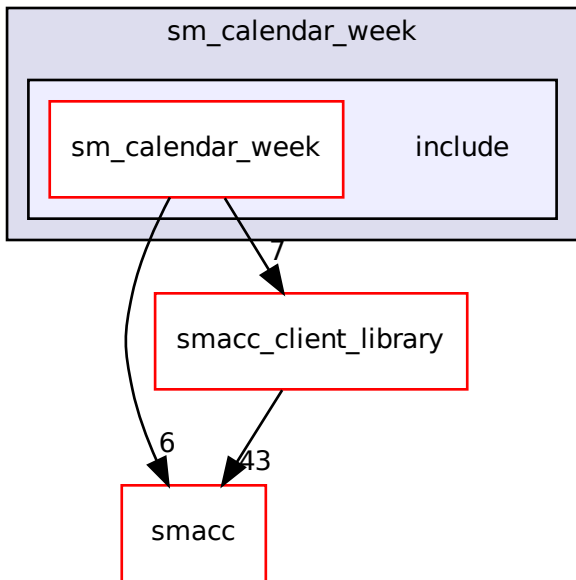 sm_calendar_week
sm_calendar_week
include
7
smacc_client_library
6
43
smacc